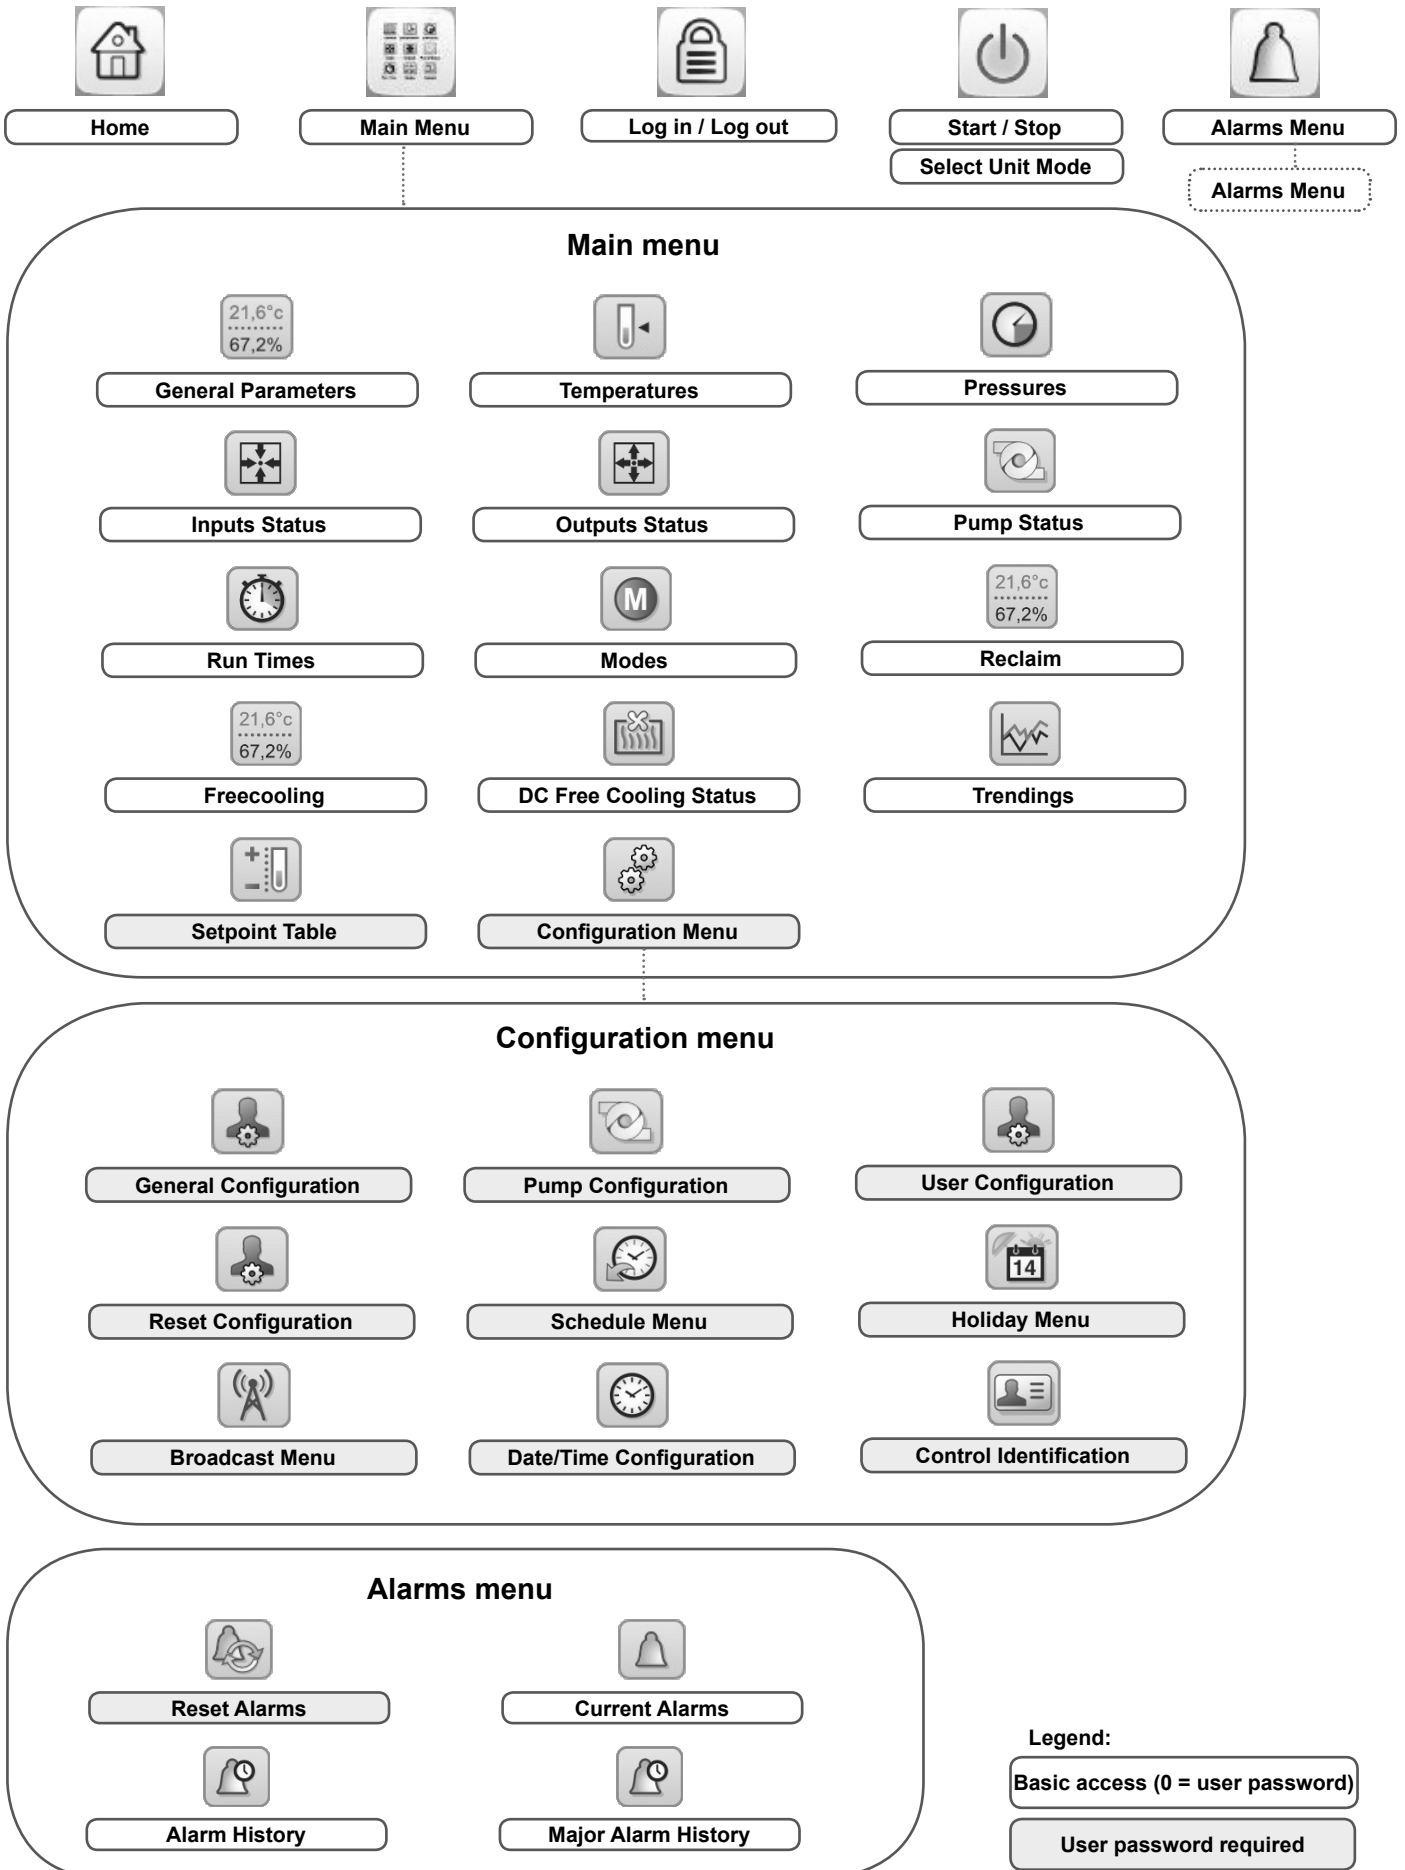 Home
Main Menu
Log in / Log out
Start / Stop
Alarms Menu
Select Unit Mode
Alarms Menu
Main menu
21,6°c
67,2%
General Parameters
Temperatures
Pressures
Inputs Status
Outputs Status
Pump Status
M
21,6°c
67,2%
Run Times
Modes
Reclaim
21,6°c
67,2%
Freecooling
DC Free Cooling Status
Trendings
Setpoint Table
Configuration Menu
Configuration menu
General Configuration
Pump Configuration
User Configuration
14
Reset Configuration
Schedule Menu
Holiday Menu
Broadcast Menu
Date/Time Configuration
Control Identification
Alarms menu
Reset Alarms
Current Alarms
Alarm History
Major Alarm History
Legend:
Basic access (0 = user password)
User password required